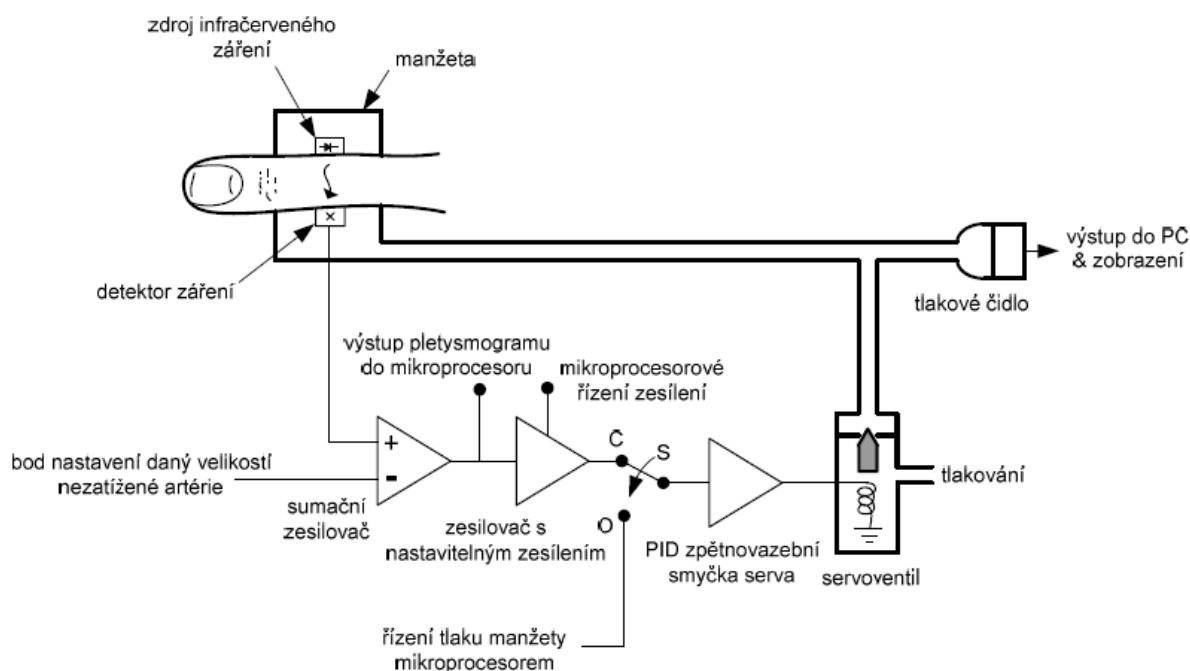 zdroj infračerveného
záření
manžeta
detektor záření
výstup do PČ
& zobrazení
tlakové čidlo
výstup pletysmogramu
do mikroprocesoru
mikroprocesorové
řízení zesílení
+
-
bod nastavení daný velikostí
nezatížené artérie
sumační
zesilovač
zesilovač s
nastavitelným zesílením
Č
S
O
PID zpětnovazební
smyčka serva
tlakování
servoventil
řízení tlaku manžety
mikroprocesorem